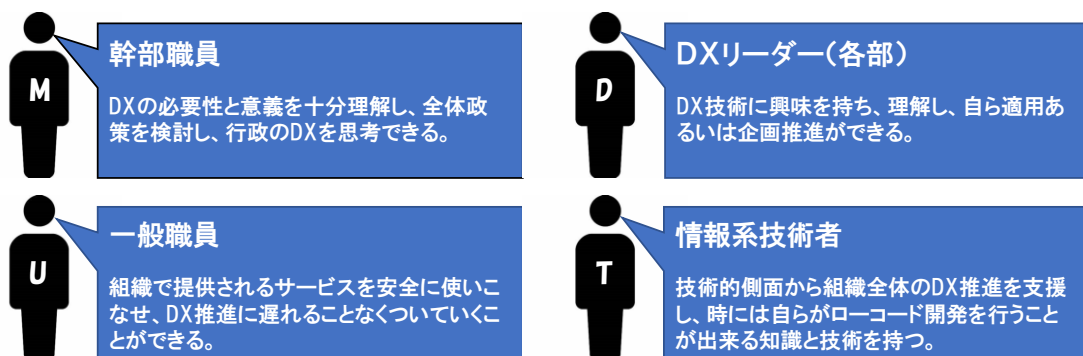 M
幹部職員
DXの必要性と意義を十分理解し、全体政
策を検討し、行政のDXを思考できる。
D
DXリーダー(各部)
DX技術に興味を持ち、理解し、自ら適用あ
るいは企画推進ができる。
U
一般職員
組織で提供されるサービスを安全に使いこ
なせ、DX推進に遅れることなくついていくこ
とができる。
T
情報系技術者
技術的側面から組織全体のDX推進を支援
し、時には自らがローコード開発を行うこと
が出来る知識と技術を持つ。